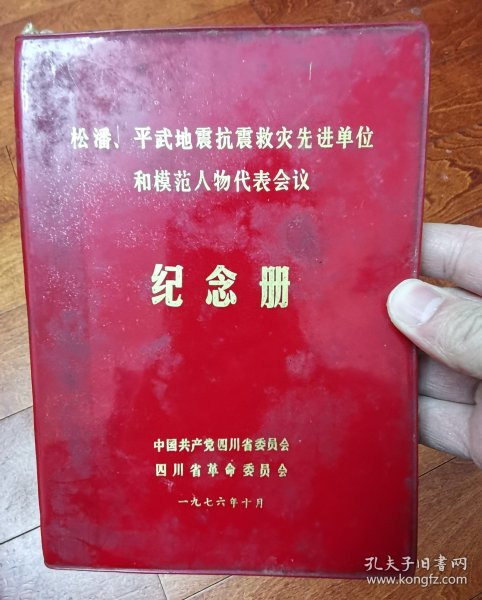 松潘、平武地震抗震救灾先进单位
和模范人物代表会议
纪念册
中国共产党四川省委员会
四川省革命委员会
一九七六年十月
孔夫子旧书网
www.kongfz.com